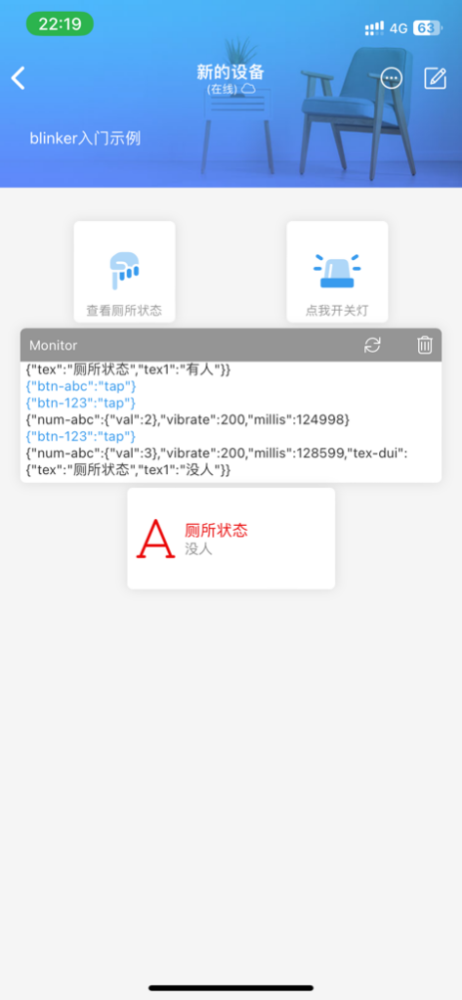 22:19
4G
63
新的设备
(在线)
blinker入门示例
查看厕所状态
点我开关灯
Monitor
{"tex":"厕所状态","tex1":"有人"}}
{"btn-abc":"tap"}
{"btn-123":"tap"}
{"num-abc":{"val":2},"vibrate":200,"millis":124998}
{"btn-123":"tap"}
{"num-abc":{"val":3},"vibrate":200,"millis":128599,"tex-dui":
{"tex":"厕所状态","tex1":"没人"}}
A
厕所状态
没人